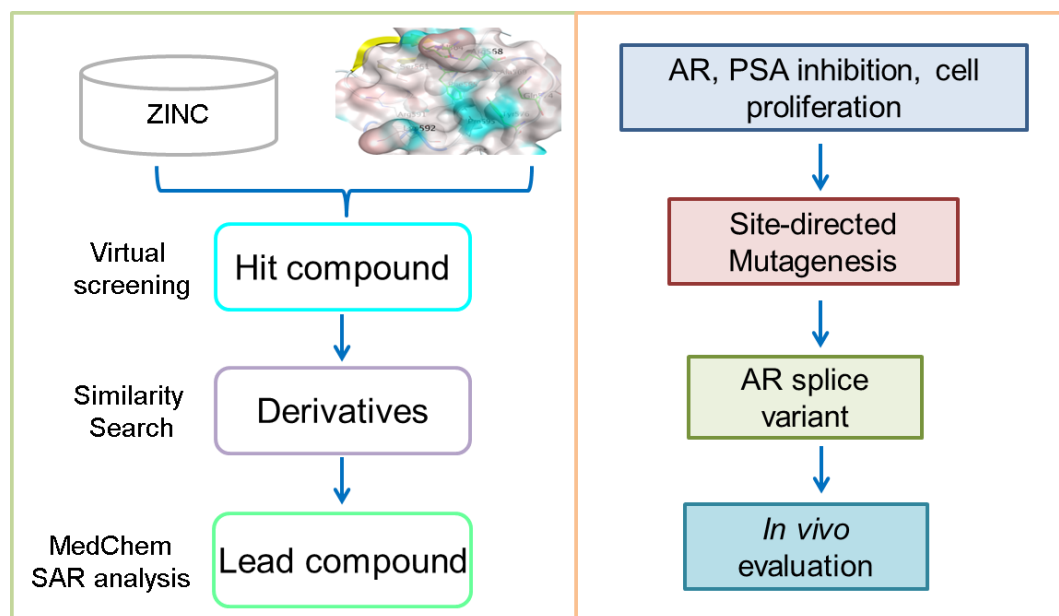 ZINC
592
Virtual
screening
Hit compound
Similarity
Search
Derivatives
MedChem
SAR analysis
Lead compound
AR, PSA inhibition, cell
proliferation
Site-directed
Mutagenesis
AR splice
variant
In vivo
evaluation